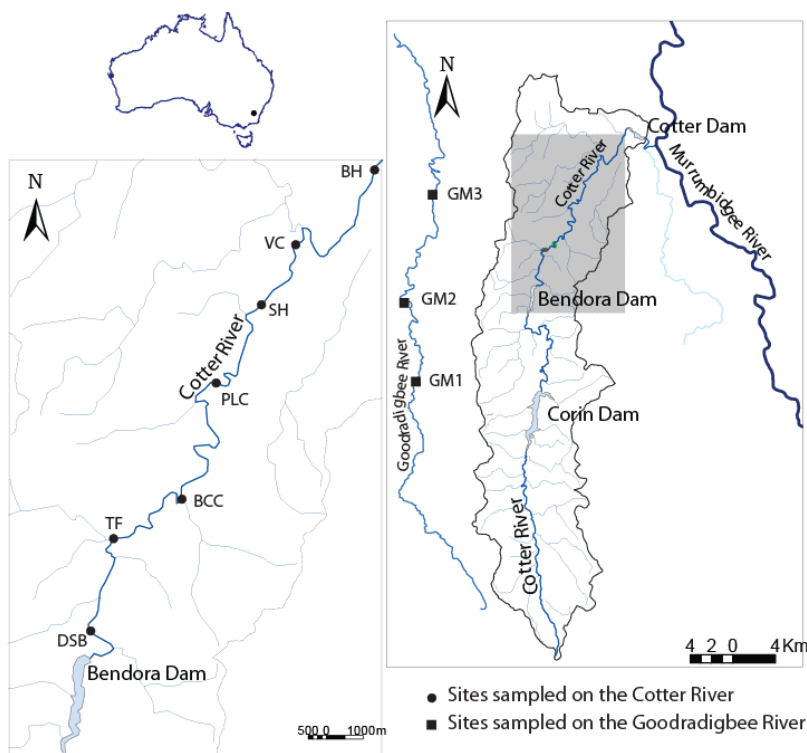 N
BH
VC
SH
Cotter River
PLC
BCC
TF
DSB
Bendora Dam
500 0 1000m
N
Cotter Dam
Cotter River
Murrumbidgee River
GM3
GM2
Bendora Dam
GM1
Goodradigbee River
Corin Dam
Cotter River
4 2 0 4 Km
Sites sampled on the Cotter River
Sites sampled on the Goodradigbee River